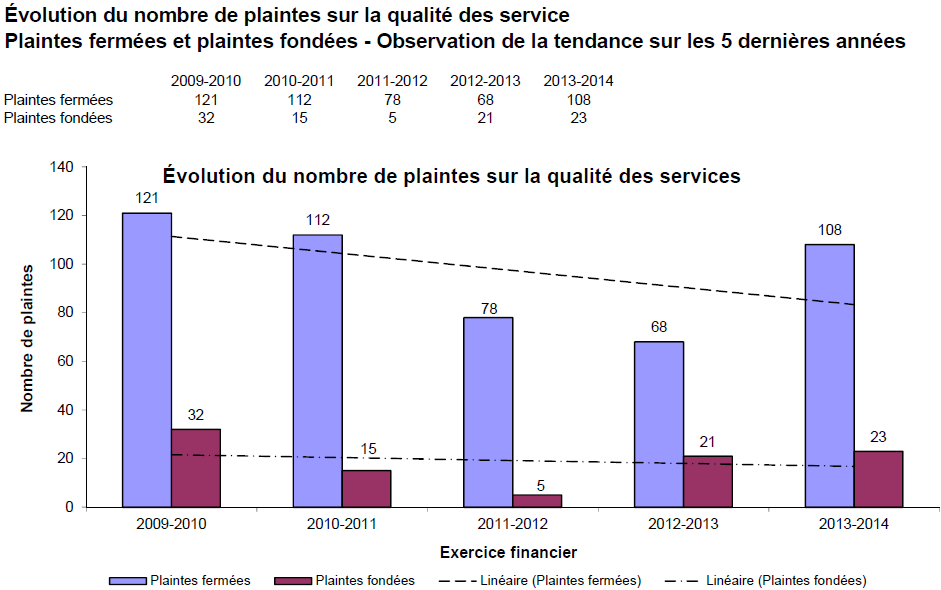 Évolution du nombre de plaintes sur la qualité des service
Plaintes fermées et plaintes fondées - Observation de la tendance sur les 5 dernières années
2009-2010 2010-2011 2011-2012 2012-2013 2013-2014
Plaintes fermées 121 112 78 68 108
Plaintes fondées 32 15 5 21 23
Évolution du nombre de plaintes sur la qualité des services
140
120
100
80
60
40
20
0
Nombre de plaintes
121
32
112
15
78
5
68
21
108
23
2009-2010 2010-2011 2011-2012 2012-2013 2013-2014
Exercice financier
Plaintes fermées Plaintes fondées Linéaire (Plaintes fermées) Linéaire (Plaintes fondées)